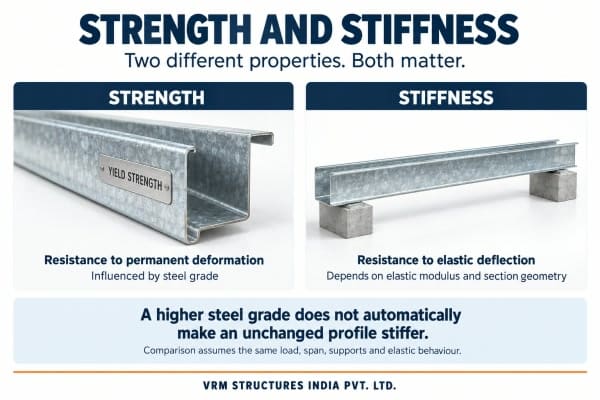 STRENGTH AND STIFFNESS
Two different properties. Both matter.
STRENGTH
YIELD STRENGTH
Resistance to permanent deformation
Influenced by steel grade
STIFFNESS
Resistance to elastic deflection
Depends on elastic modulus and section geometry
A higher steel grade does not automatically
make an unchanged profile stiffer.
Comparison assumes the same load, span, supports and elastic behaviour.
VRM STRUCTURES INDIA PVT. LTD.